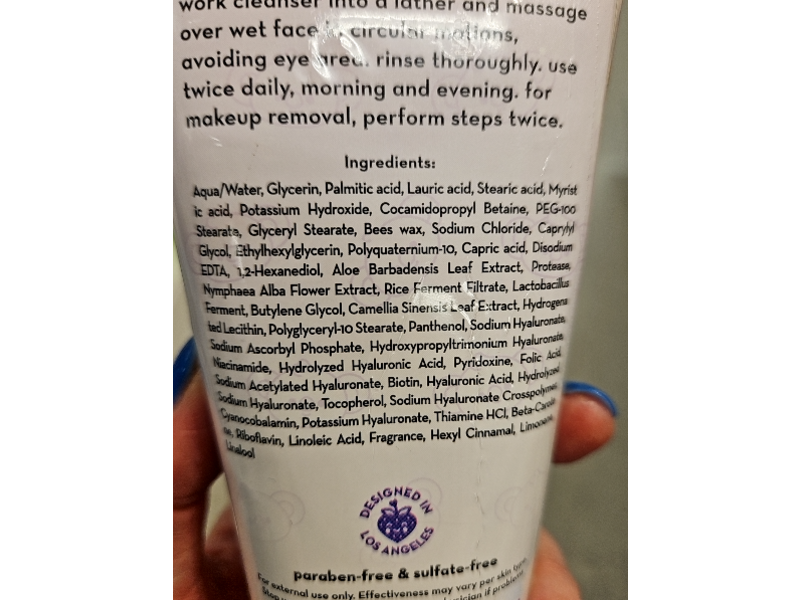 work cleanser into a lather and massage
over wet face in circular motions,
avoiding eye area. rinse thoroughly. use
twice daily, morning and evening. for
makeup removal, perform steps twice.
Ingredients:
Aqua/Water, Glycerin, Palmitic acid, Lauric acid, Stearic acid, Myrist
ic acid, Potassium Hydroxide, Cocamidopropyl Betaine, PEG-100
Stearate, Glyceryl Stearate, Bees wax, Sodium Chloride, Caprylyl
Glycol, Ethylhexylglycerin, Polyquaternium-10, Capric acid, Disodium
EDTA, 1,2-Hexanediol, Aloe Barbadensis Leaf Extract, Protease,
Nymphaea Alba Flower Extract, Rice Ferment Filtrate, Lactobacillus
Ferment, Butylene Glycol, Camellia Sinensis Leaf Extract, Hydrogena
ted Lecithin, Polyglyceryl-10 Stearate, Panthenol, Sodium Hyaluronate,
Sodium Ascorbyl Phosphate, Hydroxypropyltrimonium Hyaluronate,
Niacinamide, Hydrolyzed Hyaluronic Acid, Pyridoxine, Folic Acid,
Sodium Acetylated Hyaluronate, Biotin, Hyaluronic Acid, Hydrolyzed
Sodium Hyaluronate, Tocopherol, Sodium Hyaluronate Crosspolymer,
Cyanocobalamin, Potassium Hyaluronate, Thiamine HCl, Beta-Carote
ne, Riboflavin, Linoleic Acid, Fragrance, Hexyl Cinnamal, Limonene,
Linalool
DESIGNED IN
LOS ANGELES
paraben-free & sulfate-free
For external use only. Effectiveness may vary per skin type.
if problems